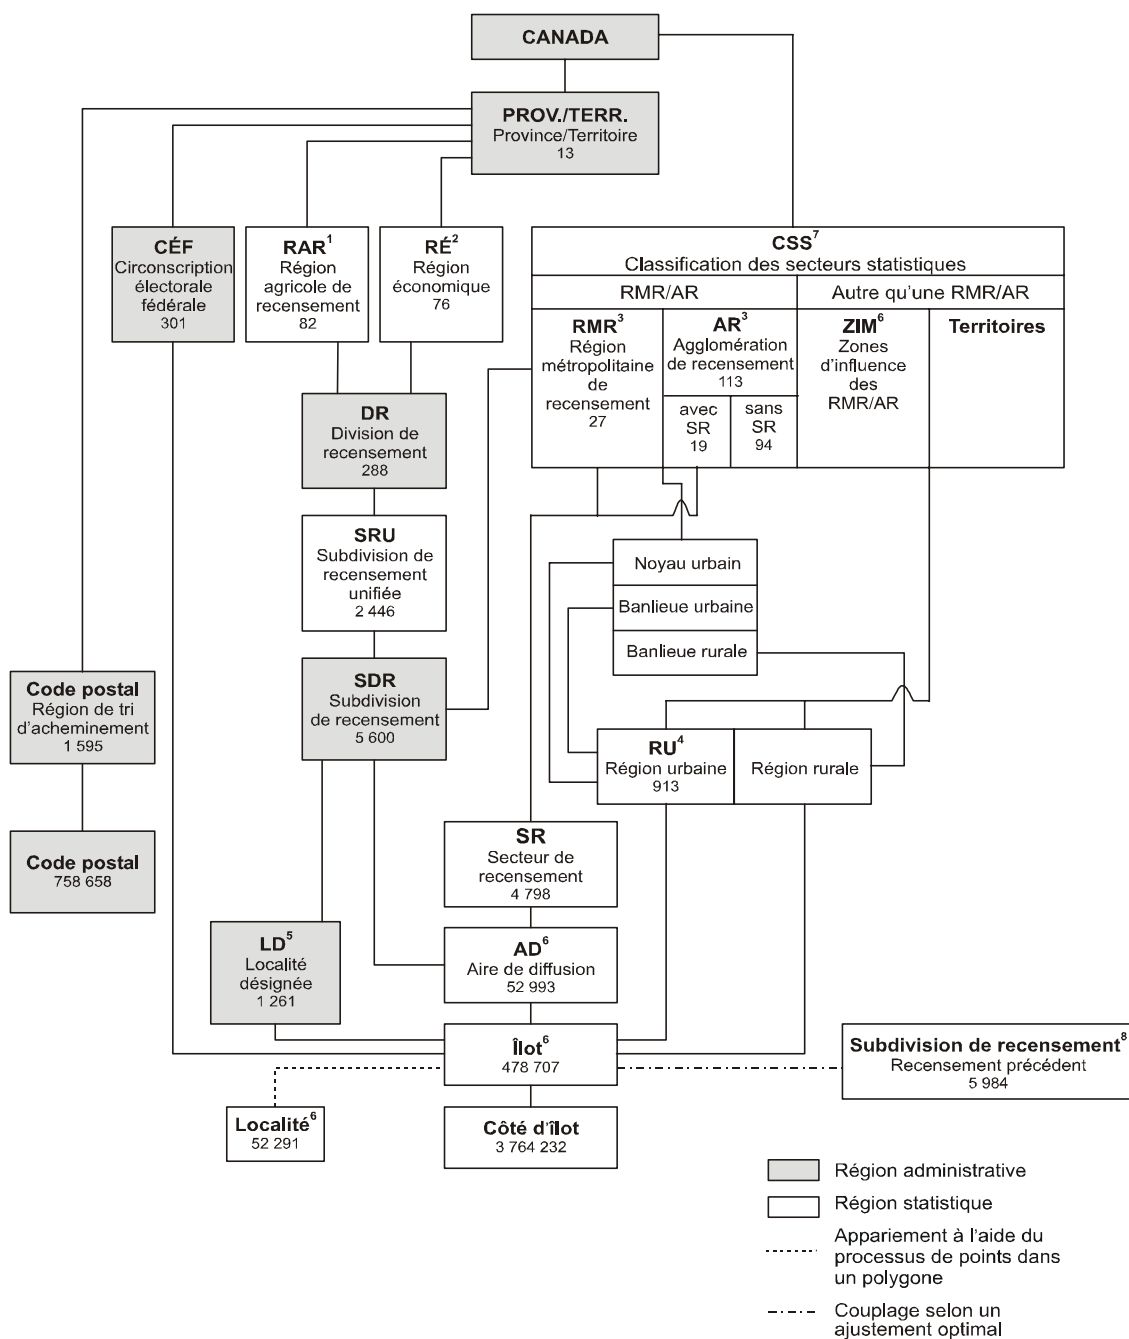 CANADA
PROV./TERR.
Province/Territoire
13
CÉF
Circonscription
électorale
fédérale
301
RAR¹
Région
agricole de
recensement
82
RÉ²
Région
économique
76
CSS⁷
Classification des secteurs statistiques
RMR/AR
Autre qu'une RMR/AR
RMR³
Région
métropolitaine
de
recensement
27
AR³
Agglomération
de recensement
113
avec
SR
19
sans
SR
94
ZIM⁶
Zones
d'influence
des
RMR/AR
Territoires
DR
Division de
recensement
288
SRU
Subdivision de
recensement
unifiée
2 446
Noyau urbain
Banlieue urbaine
Banlieue rurale
Code postal
Région de tri
d'acheminement
1 595
SDR
Subdivision
de recensement
5 600
RU⁴
Région urbaine
913
Région rurale
Code postal
758 658
SR
Secteur de
recensement
4 798
LD⁵
Localité
désignée
1 261
AD⁶
Aire de diffusion
52 993
Îlot⁶
478 707
Subdivision de recensement⁸
Recensement précédent
5 984
Localité⁶
52 291
Côté d'îlot
3 764 232
Région administrative
Région statistique
Appariement à l'aide du
processus de points dans
un polygone
Couplage selon un
ajustement optimal